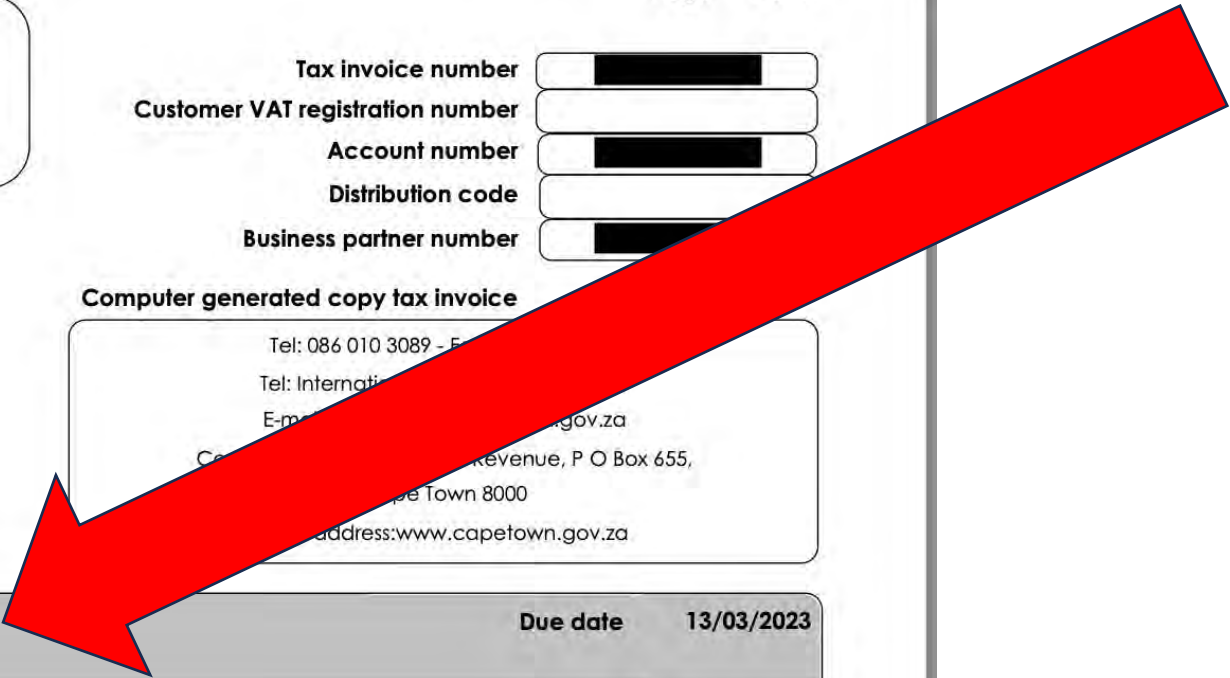 Tax invoice number
Customer VAT registration number
Account number
Distribution code
Business partner number
Computer generated copy tax invoice
Tel: 086 010 3089 -
Tel:
.gov.za
Revenue, P O Box 655,
Town 8000
address:www.capetown.gov.za
Due date 13/03/2023